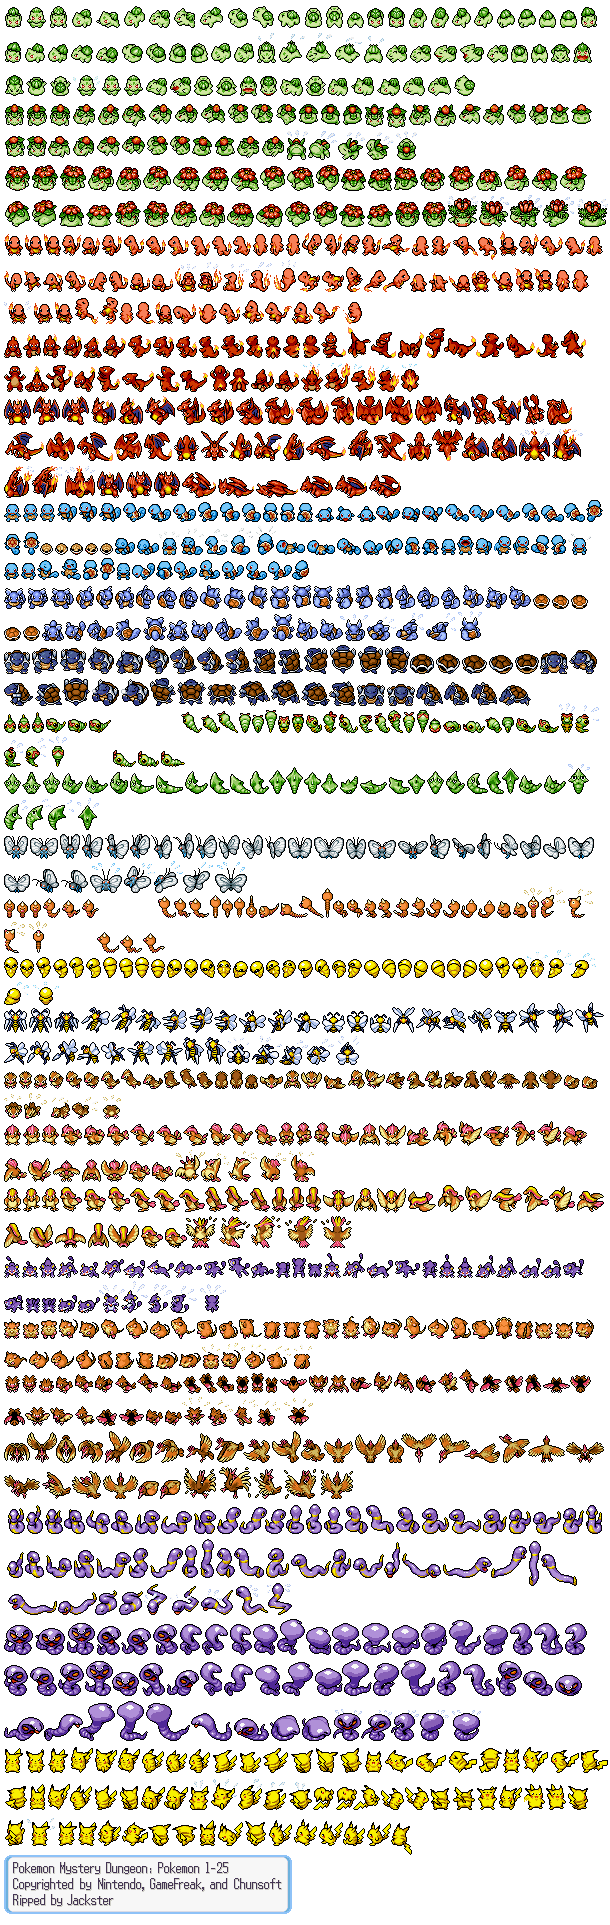 Pokemon Mystery Dungeon: Pokemon 1-25
Copyrighted by Nintendo, GameFreak, and Chunsoft
Ripped by Jackster